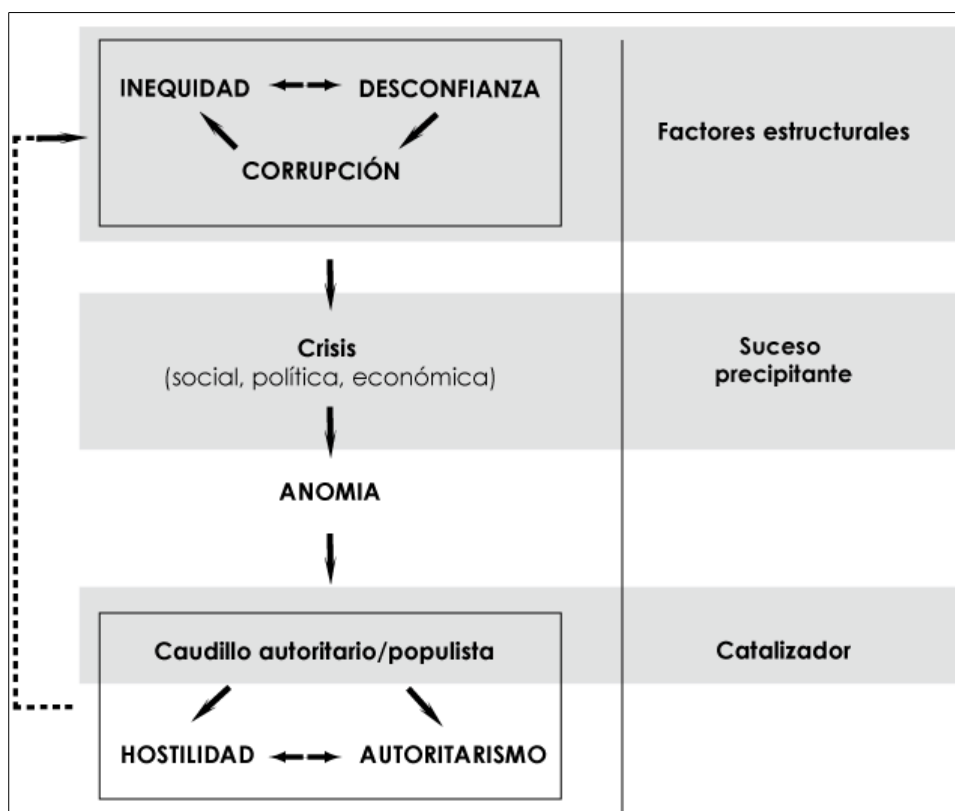 INEQUIDAD DESCONFIANZA
CORRUPCIÓN
Factores estructurales
Crisis
(social, política, económica)
Suceso
precipitante
ANOMIA
Caudillo autoritario/populista
Catalizador
HOSTILIDAD AUTORITARISMO